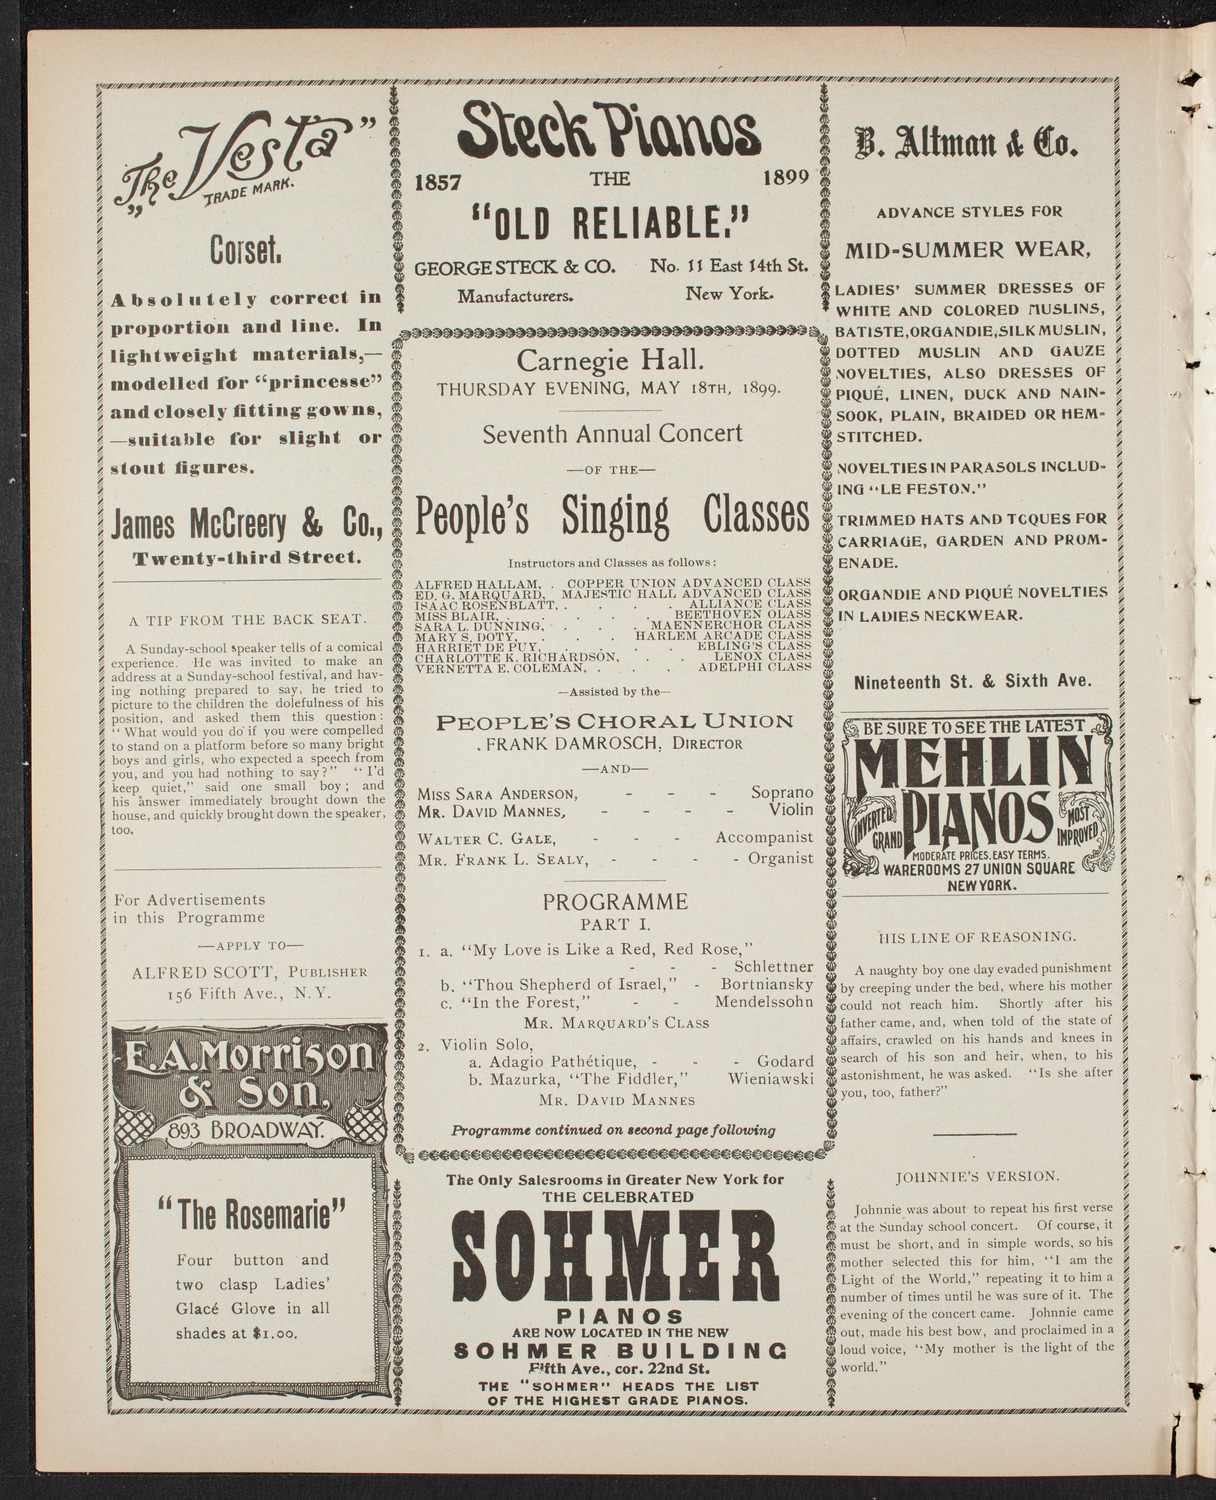 "The Vesta"
TRADE MARK.
Corset.
Absolutely correct in
proportion and line. In
lightweight materials,—
modelled for "princesse"
and closely fitting gowns,
—suitable for slight or
stout figures.
James McCreery & Co.,
Twenty-third Street.
A TIP FROM THE BACK SEAT.
A Sunday-school speaker tells of a comical
experience. He was invited to make an
address at a Sunday-school festival, and hav-
ing nothing prepared to say, he tried to
picture to the children the dolefulness of his
position, and asked them this question:
"What would you do if you were compelled
to stand on a platform before so many bright
boys and girls, who expected a speech from
you, and you had nothing to say?" "I'd
keep quiet," said one small boy; and
his answer immediately brought down the
house, and quickly brought down the speaker,
too.
For Advertisements
in this Programme
—APPLY TO—
ALFRED SCOTT, PUBLISHER
156 Fifth Ave., N.Y.
E.A. Morrison
& Son,
893 BROADWAY.
"The Rosemarie"
Four button and
two clasp Ladies'
Glacé Glove in all
shades at $1.00.
Steck Pianos
1857 THE 1899
"OLD RELIABLE."
GEORGE STECK & CO. No. 11 East 14th St.
Manufacturers. New York.
Carnegie Hall.
THURSDAY EVENING, MAY 18TH, 1899.
Seventh Annual Concert
—OF THE—
People's Singing Classes
Instructors and Classes as follows:
ALFRED HALLAM, . COPPER UNION ADVANCED CLASS
ED. G. MARQUARD, MAJESTIC HALL ADVANCED CLASS
ISAAC ROSENBLATT, . . . . ALLIANCE CLASS
MISS BLAIR, . . . . BEETHOVEN CLASS
SARA L. DUNNING, . . . MAENNERCHOR CLASS
MARY S. DOTY, . . . HARLEM ARCADE CLASS
HARRIET DE PUY, . . . . EBLING'S CLASS
CHARLOTTE K. RICHARDSON, . . LENOX CLASS
VERNETTA E. COLEMAN, . . . ADELPHI CLASS
—Assisted by the—
PEOPLE'S CHORAL UNION
. FRANK DAMROSCH, DIRECTOR
—AND—
MISS SARA ANDERSON, - - - Soprano
MR. DAVID MANNES, - - - - Violin
WALTER C. GALE, - - - Accompanist
MR. FRANK L. SEALY, - - - - Organist
PROGRAMME
PART I.
1. a. "My Love is Like a Red, Red Rose,"
- - - Schlettner
b. "Thou Shepherd of Israel," - Bortniansky
c. "In the Forest," - - Mendelssohn
MR. MARQUARD'S CLASS
2. Violin Solo,
a. Adagio Pathétique, - - - Godard
b. Mazurka, "The Fiddler," Wieniawski
MR. DAVID MANNES
Programme continued on second page following
The Only Salesrooms in Greater New York for
THE CELEBRATED
SOHMER
PIANOS
ARE NOW LOCATED IN THE NEW
SOHMER BUILDING
Fifth Ave., cor. 22nd St.
THE "SOHMER" HEADS THE LIST
OF THE HIGHEST GRADE PIANOS.
B. Altman & Co.
ADVANCE STYLES FOR
MID-SUMMER WEAR,
LADIES' SUMMER DRESSES OF
WHITE AND COLORED MUSLINS,
BATISTE, ORGANDIE, SILK MUSLIN,
DOTTED MUSLIN AND GAUZE
NOVELTIES, ALSO DRESSES OF
PIQUÉ, LINEN, DUCK AND NAIN-
SOOK, PLAIN, BRAIDED OR HEM-
STITCHED.
NOVELTIES IN PARASOLS INCLUD-
ING "LE FESTON."
TRIMMED HATS AND TOQUES FOR
CARRIAGE, GARDEN AND PROM-
ENADE.
ORGANDIE AND PIQUÉ NOVELTIES
IN LADIES NECKWEAR.
Nineteenth St. & Sixth Ave.
BE SURE TO SEE THE LATEST
MEHLIN
PIANOS
INVERTED GRAND
MOST IMPROVED
MODERATE PRICES. EASY TERMS.
WAREROOMS 27 UNION SQUARE
NEW YORK.
HIS LINE OF REASONING.
A naughty boy one day evaded punishment
by creeping under the bed, where his mother
could not reach him. Shortly after his
father came, and, when told of the state of
affairs, crawled on his hands and knees in
search of his son and heir, when, to his
astonishment, he was asked. "Is she after
you, too, father?"
JOHNNIE'S VERSION.
Johnnie was about to repeat his first verse
at the Sunday school concert. Of course, it
must be short, and in simple words, so his
mother selected this for him, "I am the
Light of the World," repeating it to him a
number of times until he was sure of it. The
evening of the concert came. Johnnie came
out, made his best bow, and proclaimed in a
loud voice, "My mother is the light of the
world."